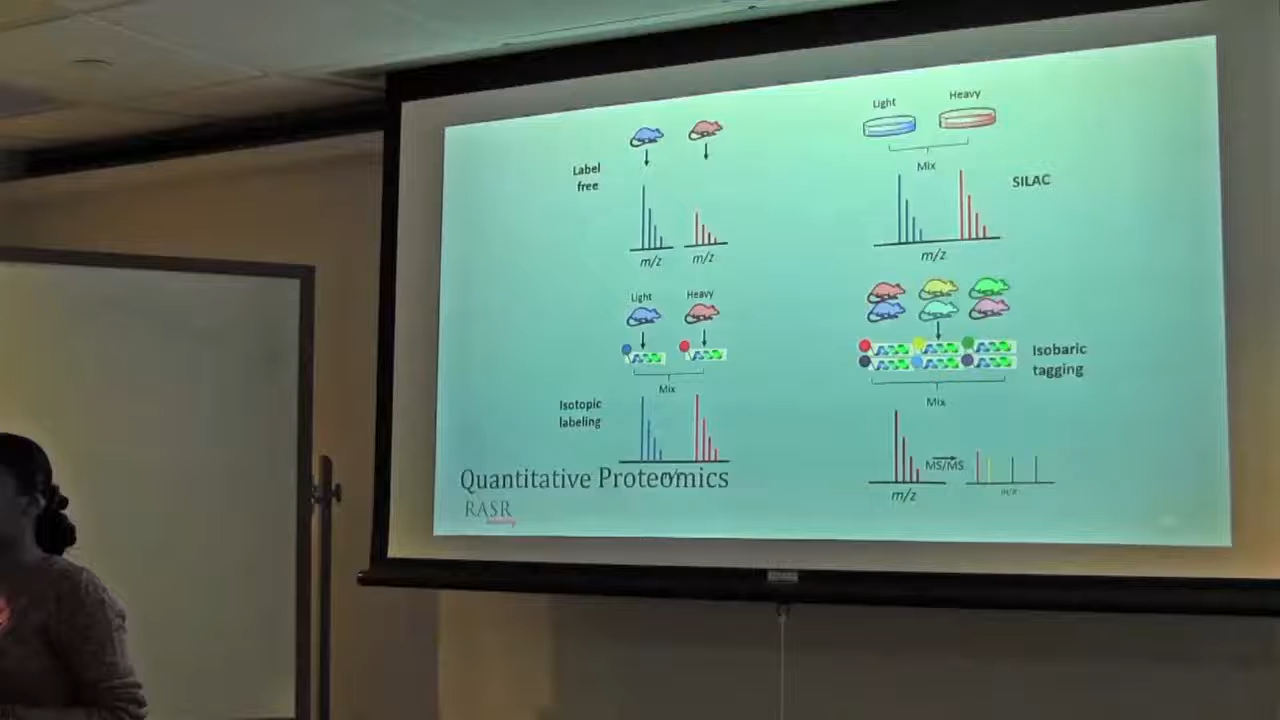 Light
Heavy
Mix
SILAC
m/z
Label
free
m/z
m/z
Light
Heavy
Mix
Isotopic
labeling
Isobaric
tagging
Mix
MS/MS
m/z
Quantitative Proteomics
RASR